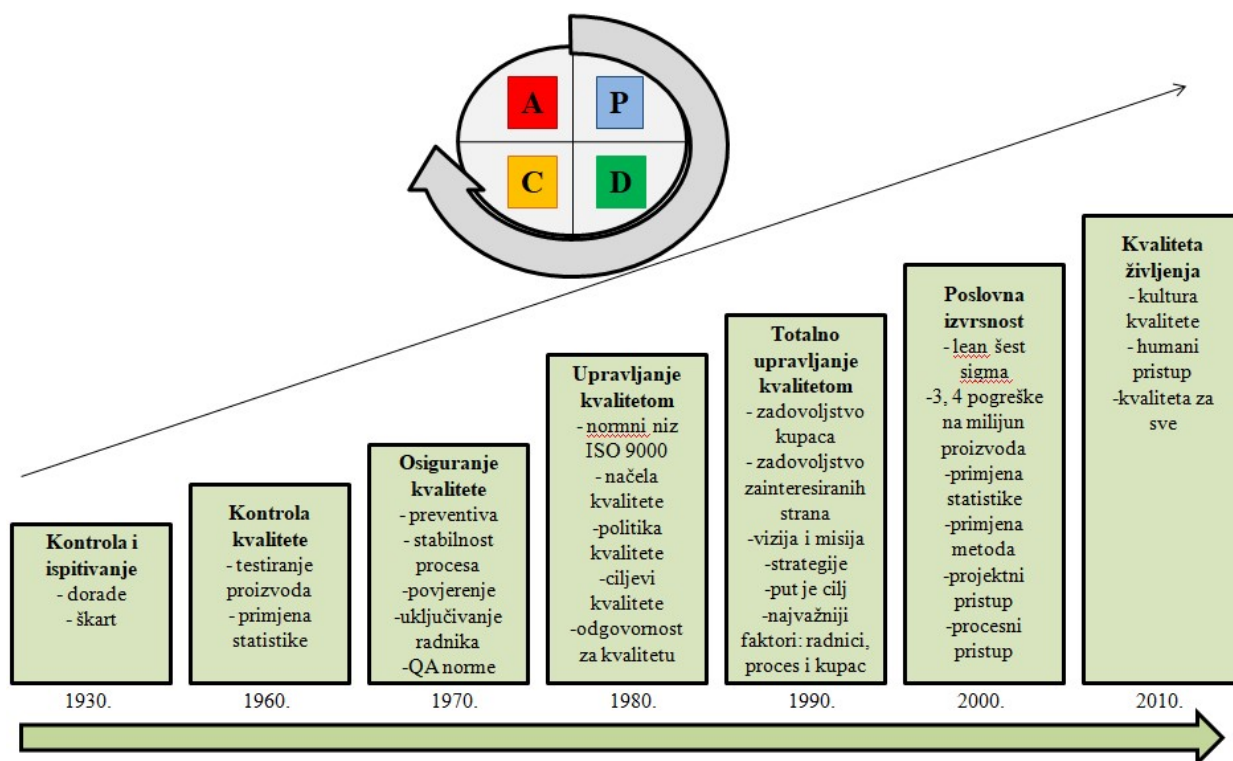 A
P
C
D
Kontrola i
ispitivanje
- dorade
- škart
Kontrola
kvalitete
- testiranje
proizvoda
- primjena
statistike
Osiguranje
kvalitete
- preventiva
- stabilnost
procesa
-povjerenje
-uključivanje
radnika
-QA norme
Upravljanje
kvalitetom
- normni niz
ISO 9000
- načela
kvalitete
-politika
kvalitete
-ciljevi
kvalitete
-odgovornost
za kvalitetu
Totalno
upravljanje
kvalitetom
- zadovoljstvo
kupaca
- zadovoljstvo
zainteresiranih
strana
-vizija i misija
-strategije
-put je cilj
-najvažniji
faktori: radnici,
proces i kupac
Poslovna
izvrsnost
- lean šest
sigma
-3, 4 pogreške
na milijun
proizvoda
-primjena
statistike
-primjena
metoda
-projektni
pristup
-procesni
pristup
Kvaliteta
življenja
- kultura
kvalitete
- humani
pristup
-kvaliteta za
sve
1930.
1960.
1970.
1980.
1990.
2000.
2010.